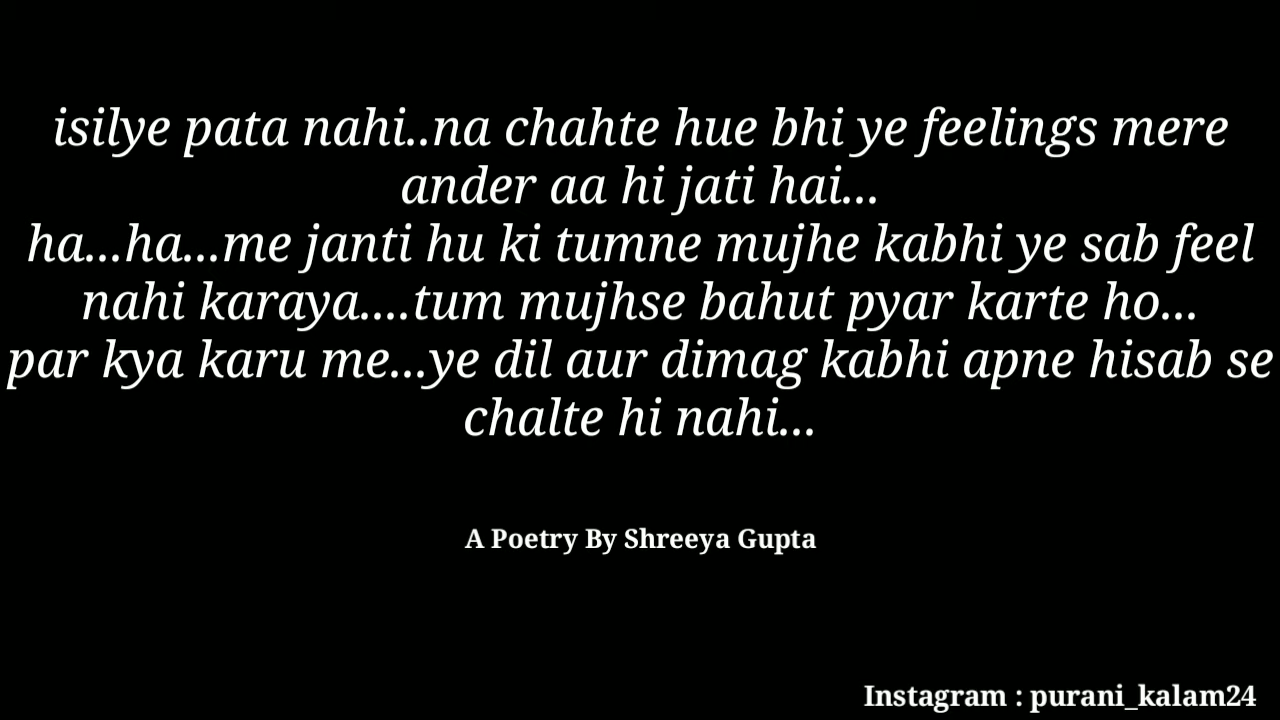 isilye pata nahi..na chahte hue bhi ye feelings mere
ander aa hi jati hai...
ha...ha...me janti hu ki tumne mujhe kabhi ye sab feel
nahi karaya....tum mujhse bahut pyar karte ho...
par kya karu me...ye dil aur dimag kabhi apne hisab se
chalte hi nahi...
A Poetry By Shreeya Gupta
Instagram : purani_kalam24